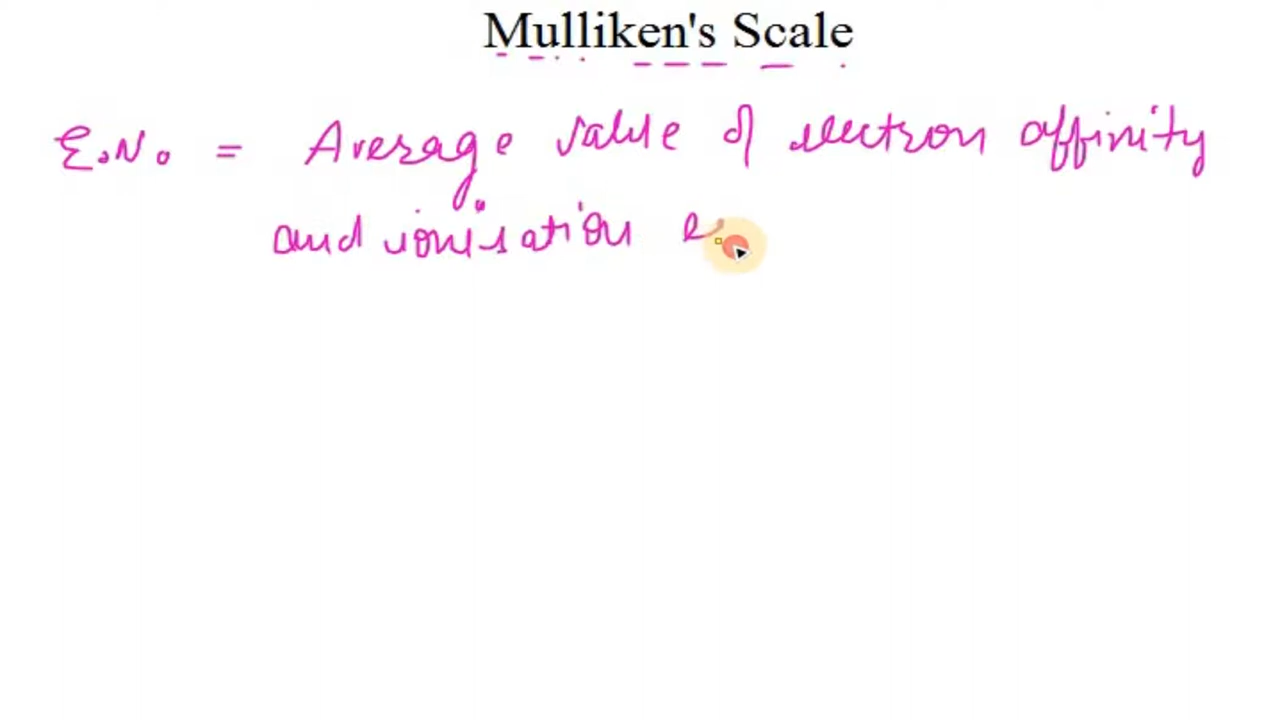 Mulliken's Scale
E.N. = Average value of electron affinity
and ionisation e